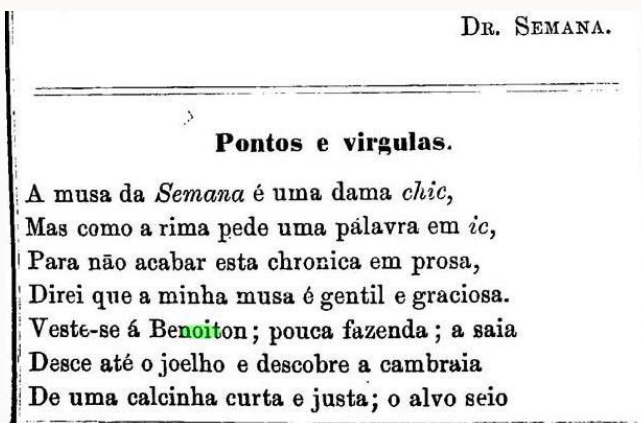 DR. SEMANA.
Pontos e virgulas.
A musa da Semana é uma dama chic,
Mas como a rima pede uma pálavra em ic,
Para não acabar esta chronica em prosa,
Direi que a minha musa é gentil e graciosa.
Veste-se á Benoiton; pouca fazenda; a saia
Desce até o joelho e descobre a cambraia
De uma calcinha curta e justa; o alvo seio